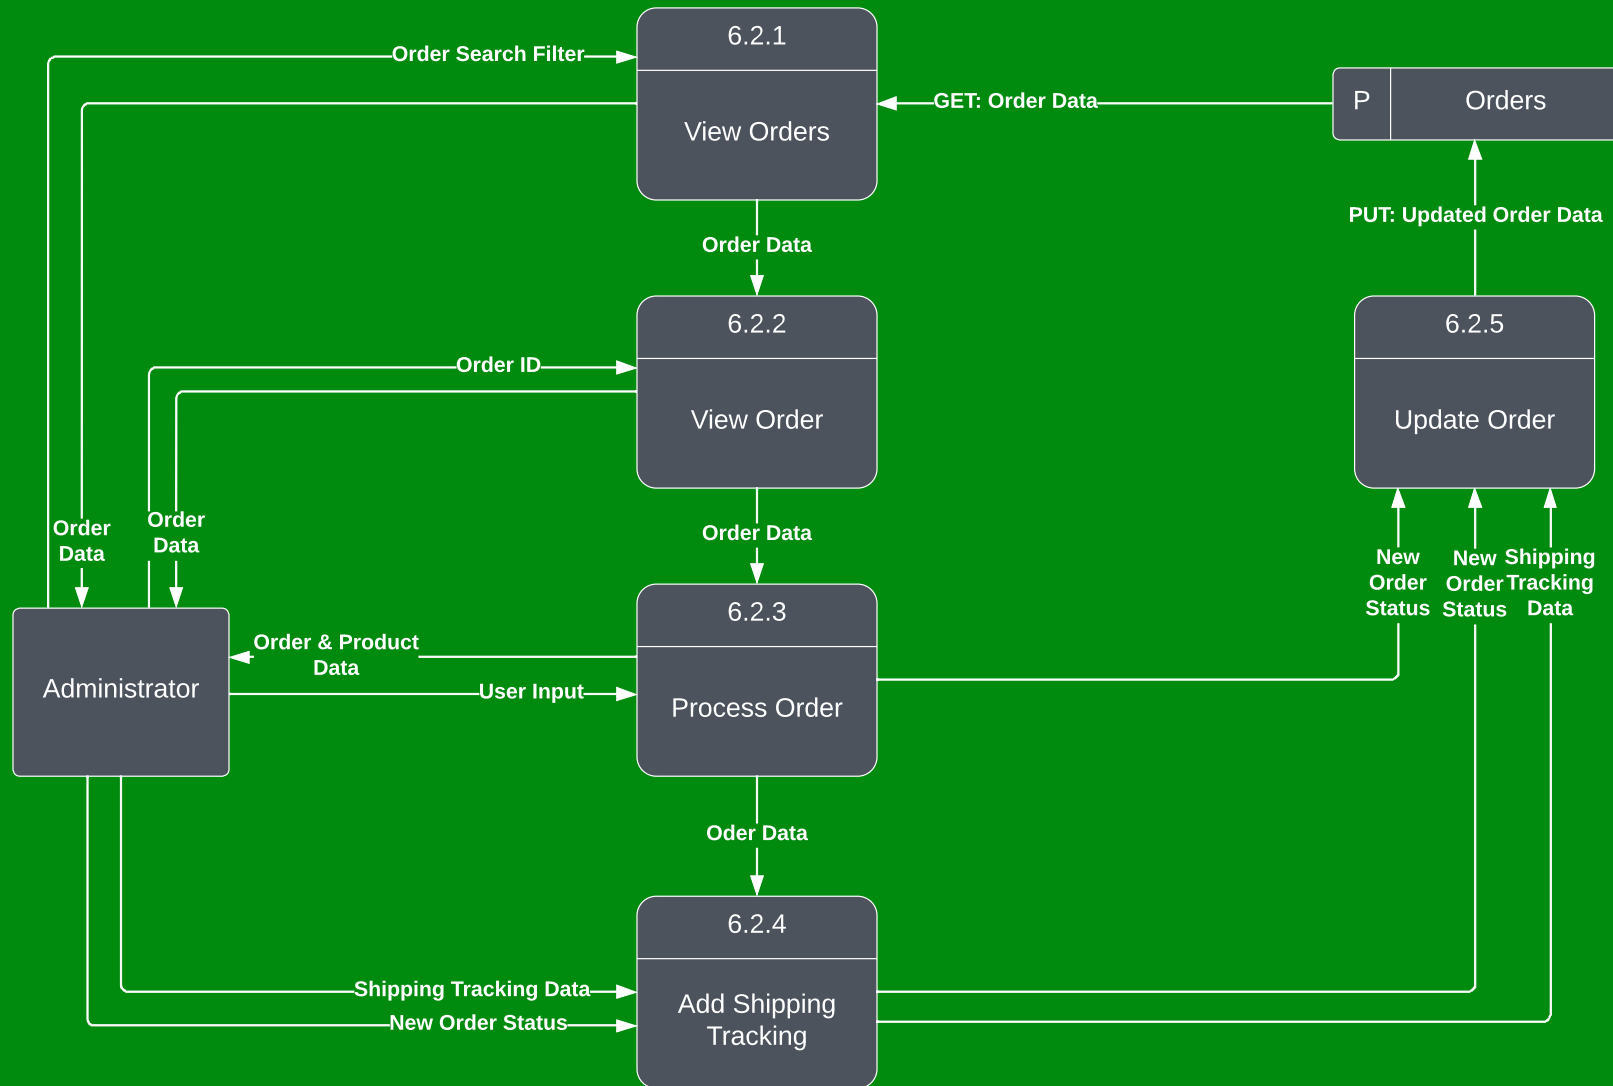 6.2.1
Order Search Filter
View Orders
GET: Order Data
P
Orders
Order Data
PUT: Updated Order Data
6.2.2
Order ID
View Order
6.2.5
Update Order
Order
Data
Order
Data
Order Data
New
Order
Status
New
Order
Status
Shipping
Tracking
Data
6.2.3
Administrator
Order & Product
Data
User Input
Process Order
Oder Data
6.2.4
Shipping Tracking Data
New Order Status
Add Shipping
Tracking